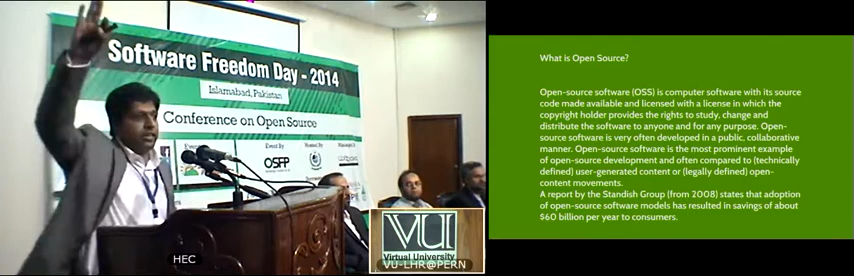 Software Freedom Day - 2014
Islamabad, Pakistan
Conference on Open Source
Event By
Hosted By
Managed By
OSFP
HEC
VU
Virtual University
VU-LHR@PERN
What is Open Source?
Open-source software (OSS) is computer software with its source
code made available and licensed with a license in which the
copyright holder provides the rights to study, change and
distribute the software to anyone and for any purpose. Open-
source software is very often developed in a public, collaborative
manner. Open-source software is the most prominent example
of open-source development and often compared to (technically
defined) user-generated content or (legally defined) open-
content movements.
A report by the Standish Group (from 2008) states that adoption
of open-source software models has resulted in savings of about
$60 billion per year to consumers.